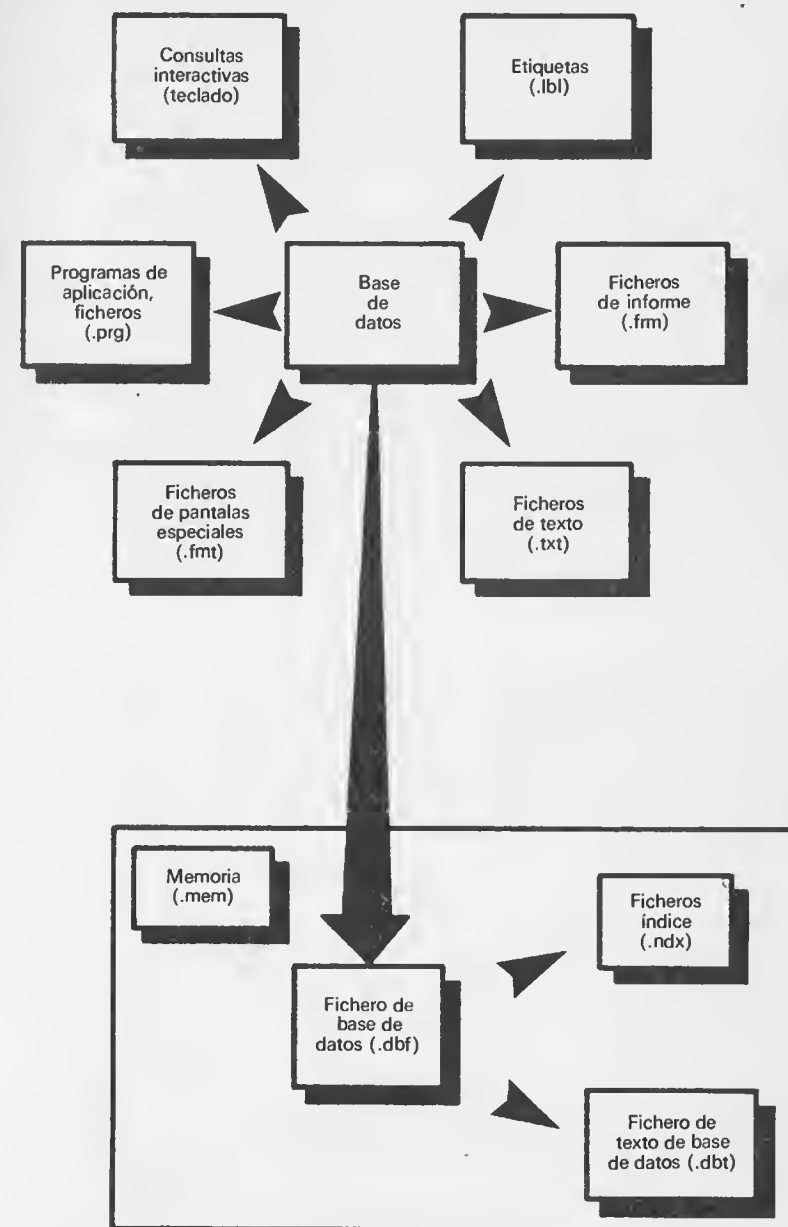 Consultas
interactivas
(teclado)
Etiquetas
(.lbl)
Programas de
aplicación,
ficheros
(.prg)
Base
de
datos
Ficheros
de informe
(.frm)
Ficheros
de pantalas
especiales
(.fmt)
Ficheros
de texto
(.txt)
Memoria
(.mem)
Ficheros
índice
(.ndx)
Fichero de
base de
datos (.dbf)
Fichero de
texto de base
de datos (.dbt)